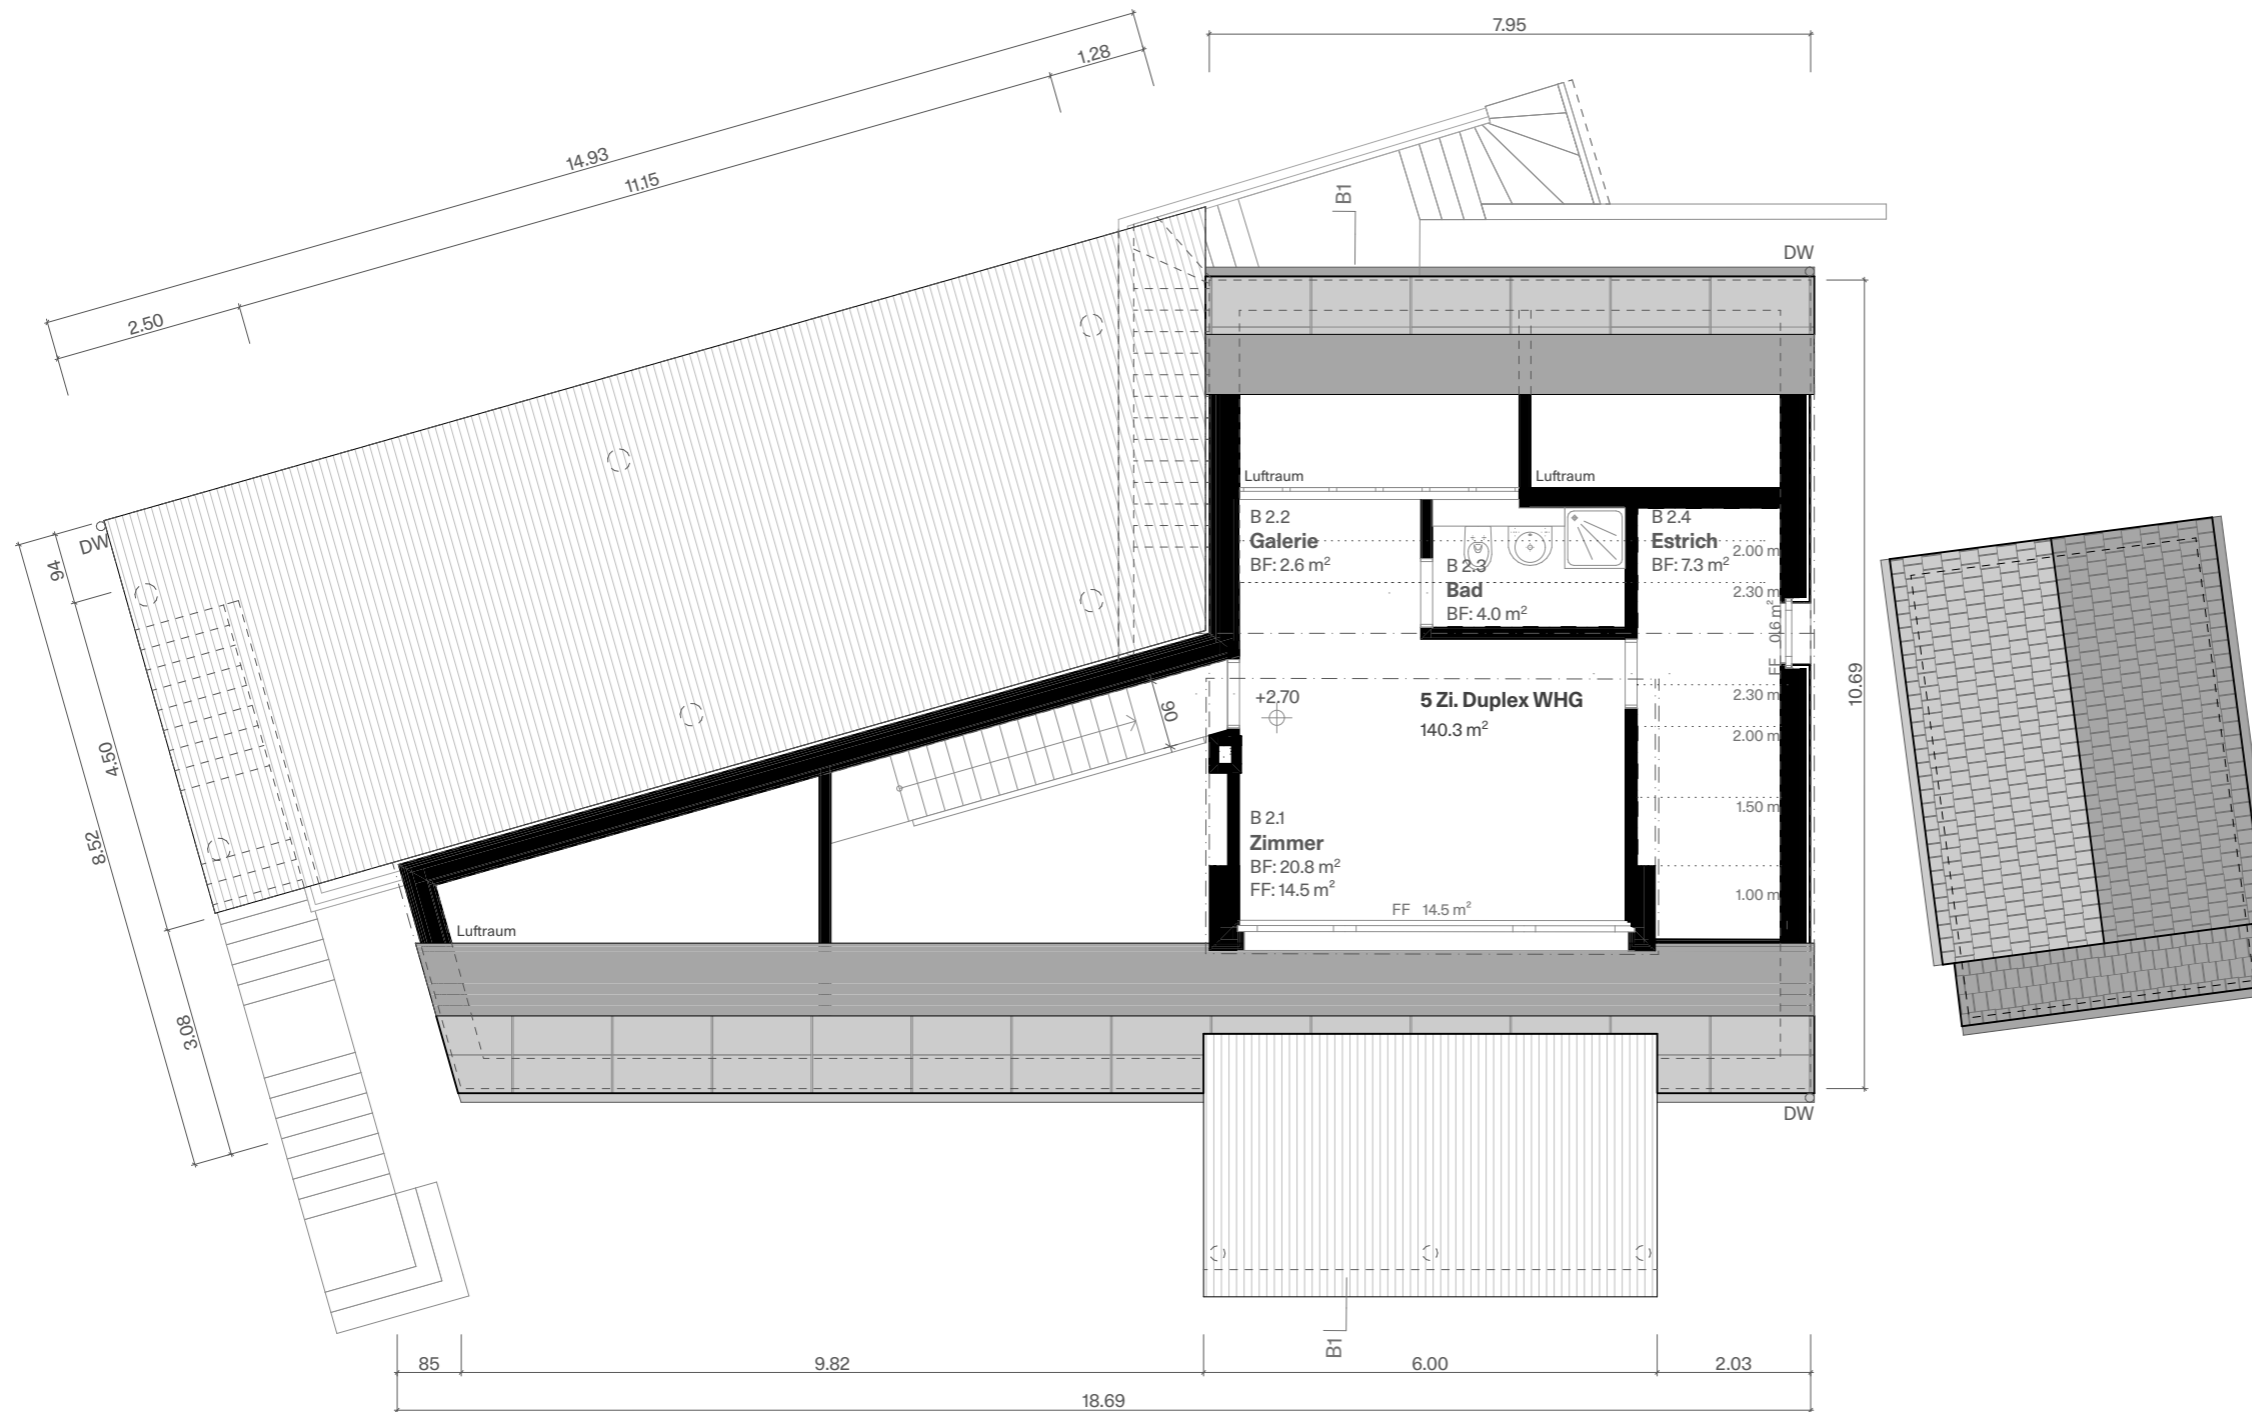 7.95
1.28
14.93
11.15
2.50
B1
DW
DW
94
4.50
8.52
3.08
10.69
Luftraum
Luftraum
B 2.2
Galerie
BF: 2.6 m²
B 2.3
Bad
BF: 4.0 m²
B 2.4
Estrich
BF: 7.3 m²
2.00 m
2.30 m
FF 0.6 m²
2.30 m
2.00 m
1.50 m
1.00 m
+2.70
90
5 Zi. Duplex WHG
140.3 m²
B 2.1
Zimmer
BF: 20.8 m²
FF: 14.5 m²
FF 14.5 m²
Luftraum
DW
B1
85
9.82
6.00
2.03
18.69